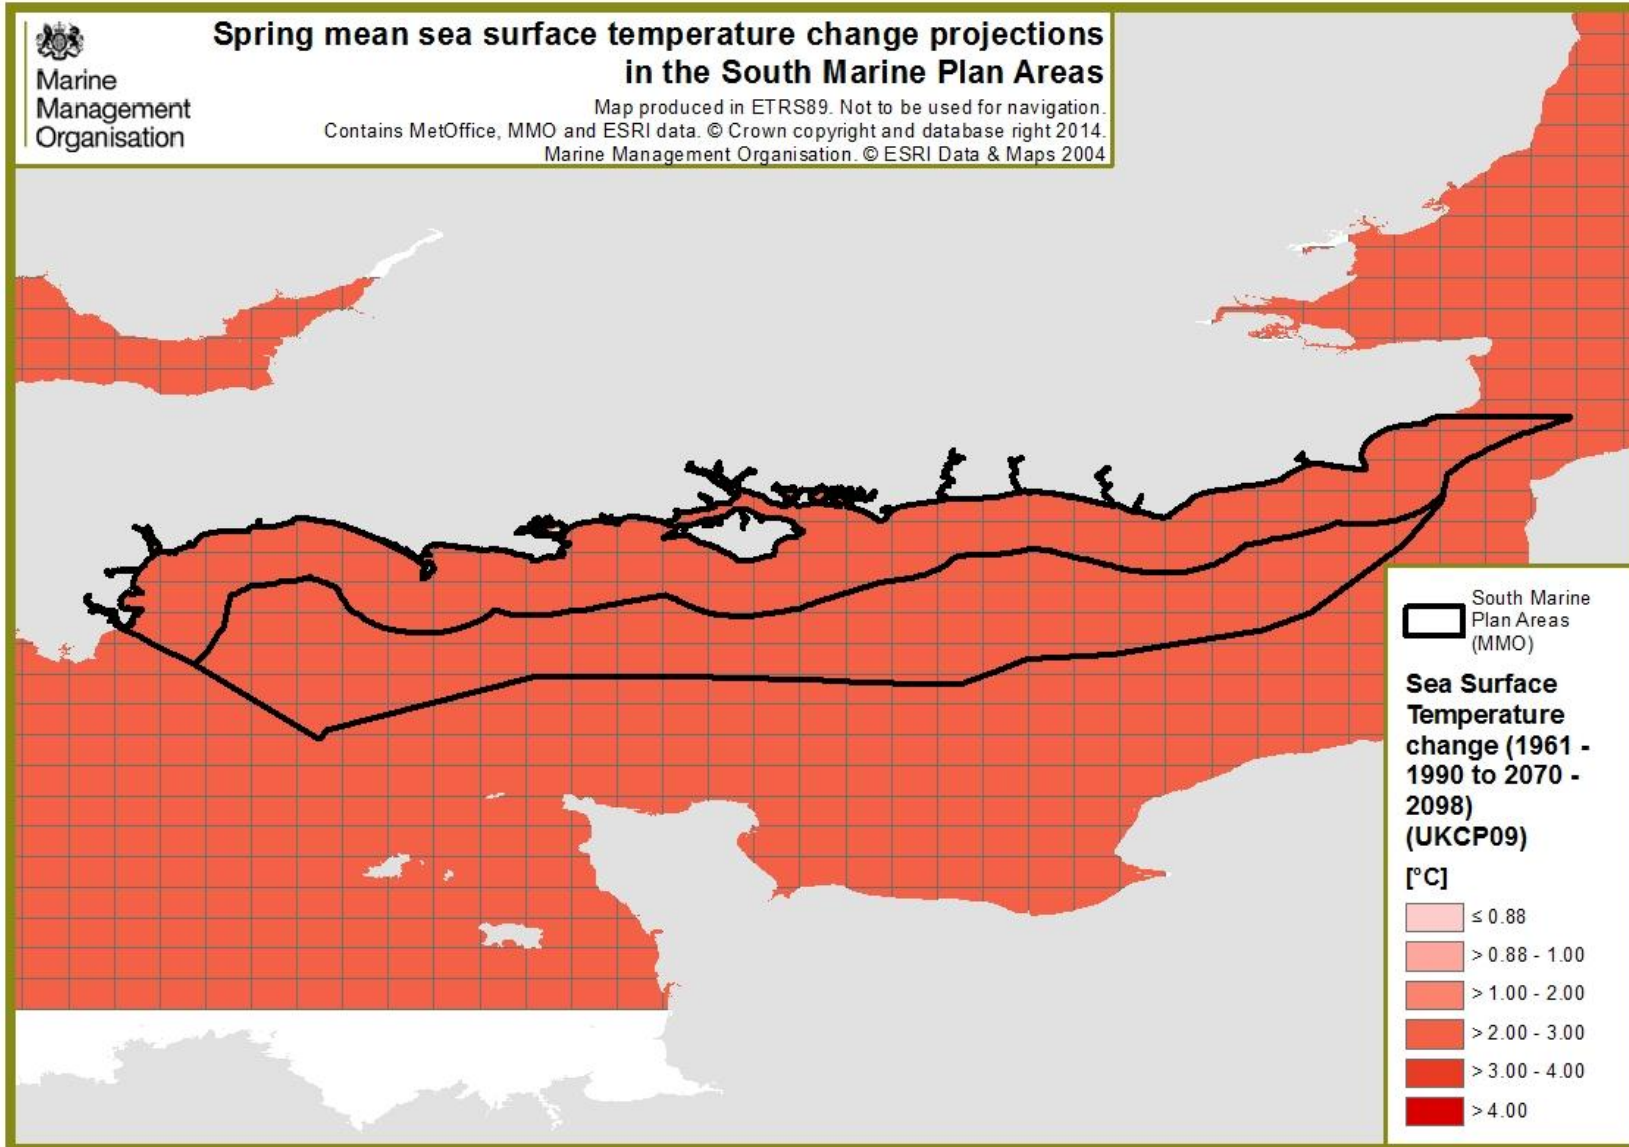 Marine
Management
Organisation
Spring mean sea surface temperature change projections
in the South Marine Plan Areas
Map produced in ETRS89. Not to be used for navigation.
Contains MetOffice, MMO and ESRI data. © Crown copyright and database right 2014.
Marine Management Organisation. © ESRI Data & Maps 2004
South Marine
Plan Areas
(MMO)
Sea Surface
Temperature
change (1961 -
1990 to 2070 -
2098)
(UKCP09)
[°C]
≤ 0.88
> 0.88 - 1.00
> 1.00 - 2.00
> 2.00 - 3.00
> 3.00 - 4.00
> 4.00